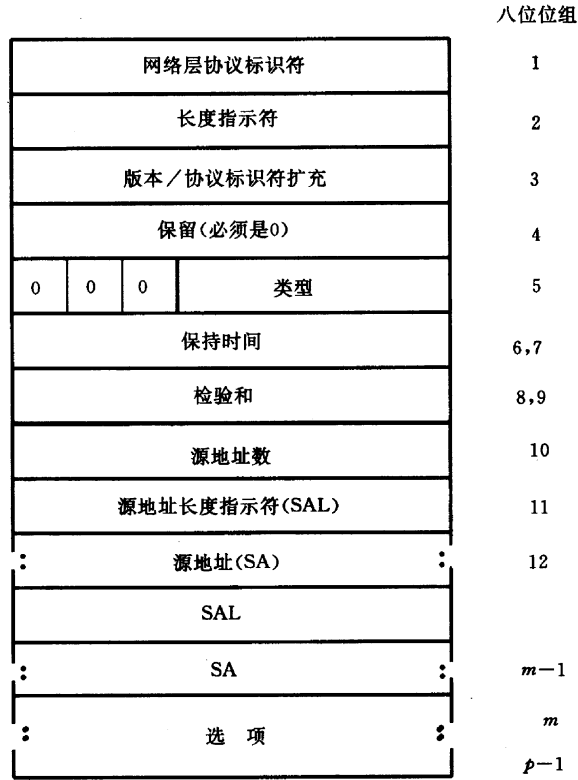 八位位组
网络层协议标识符 1
长度指示符 2
版本／协议标识符扩充 3
保留(必须是0) 4
0 0 0 类型 5
保持时间 6,7
检验和 8,9
源地址数 10
源地址长度指示符(SAL) 11
: 源地址(SA) : 12
SAL
: SA : m−1
m
: 选 项 :
p−1